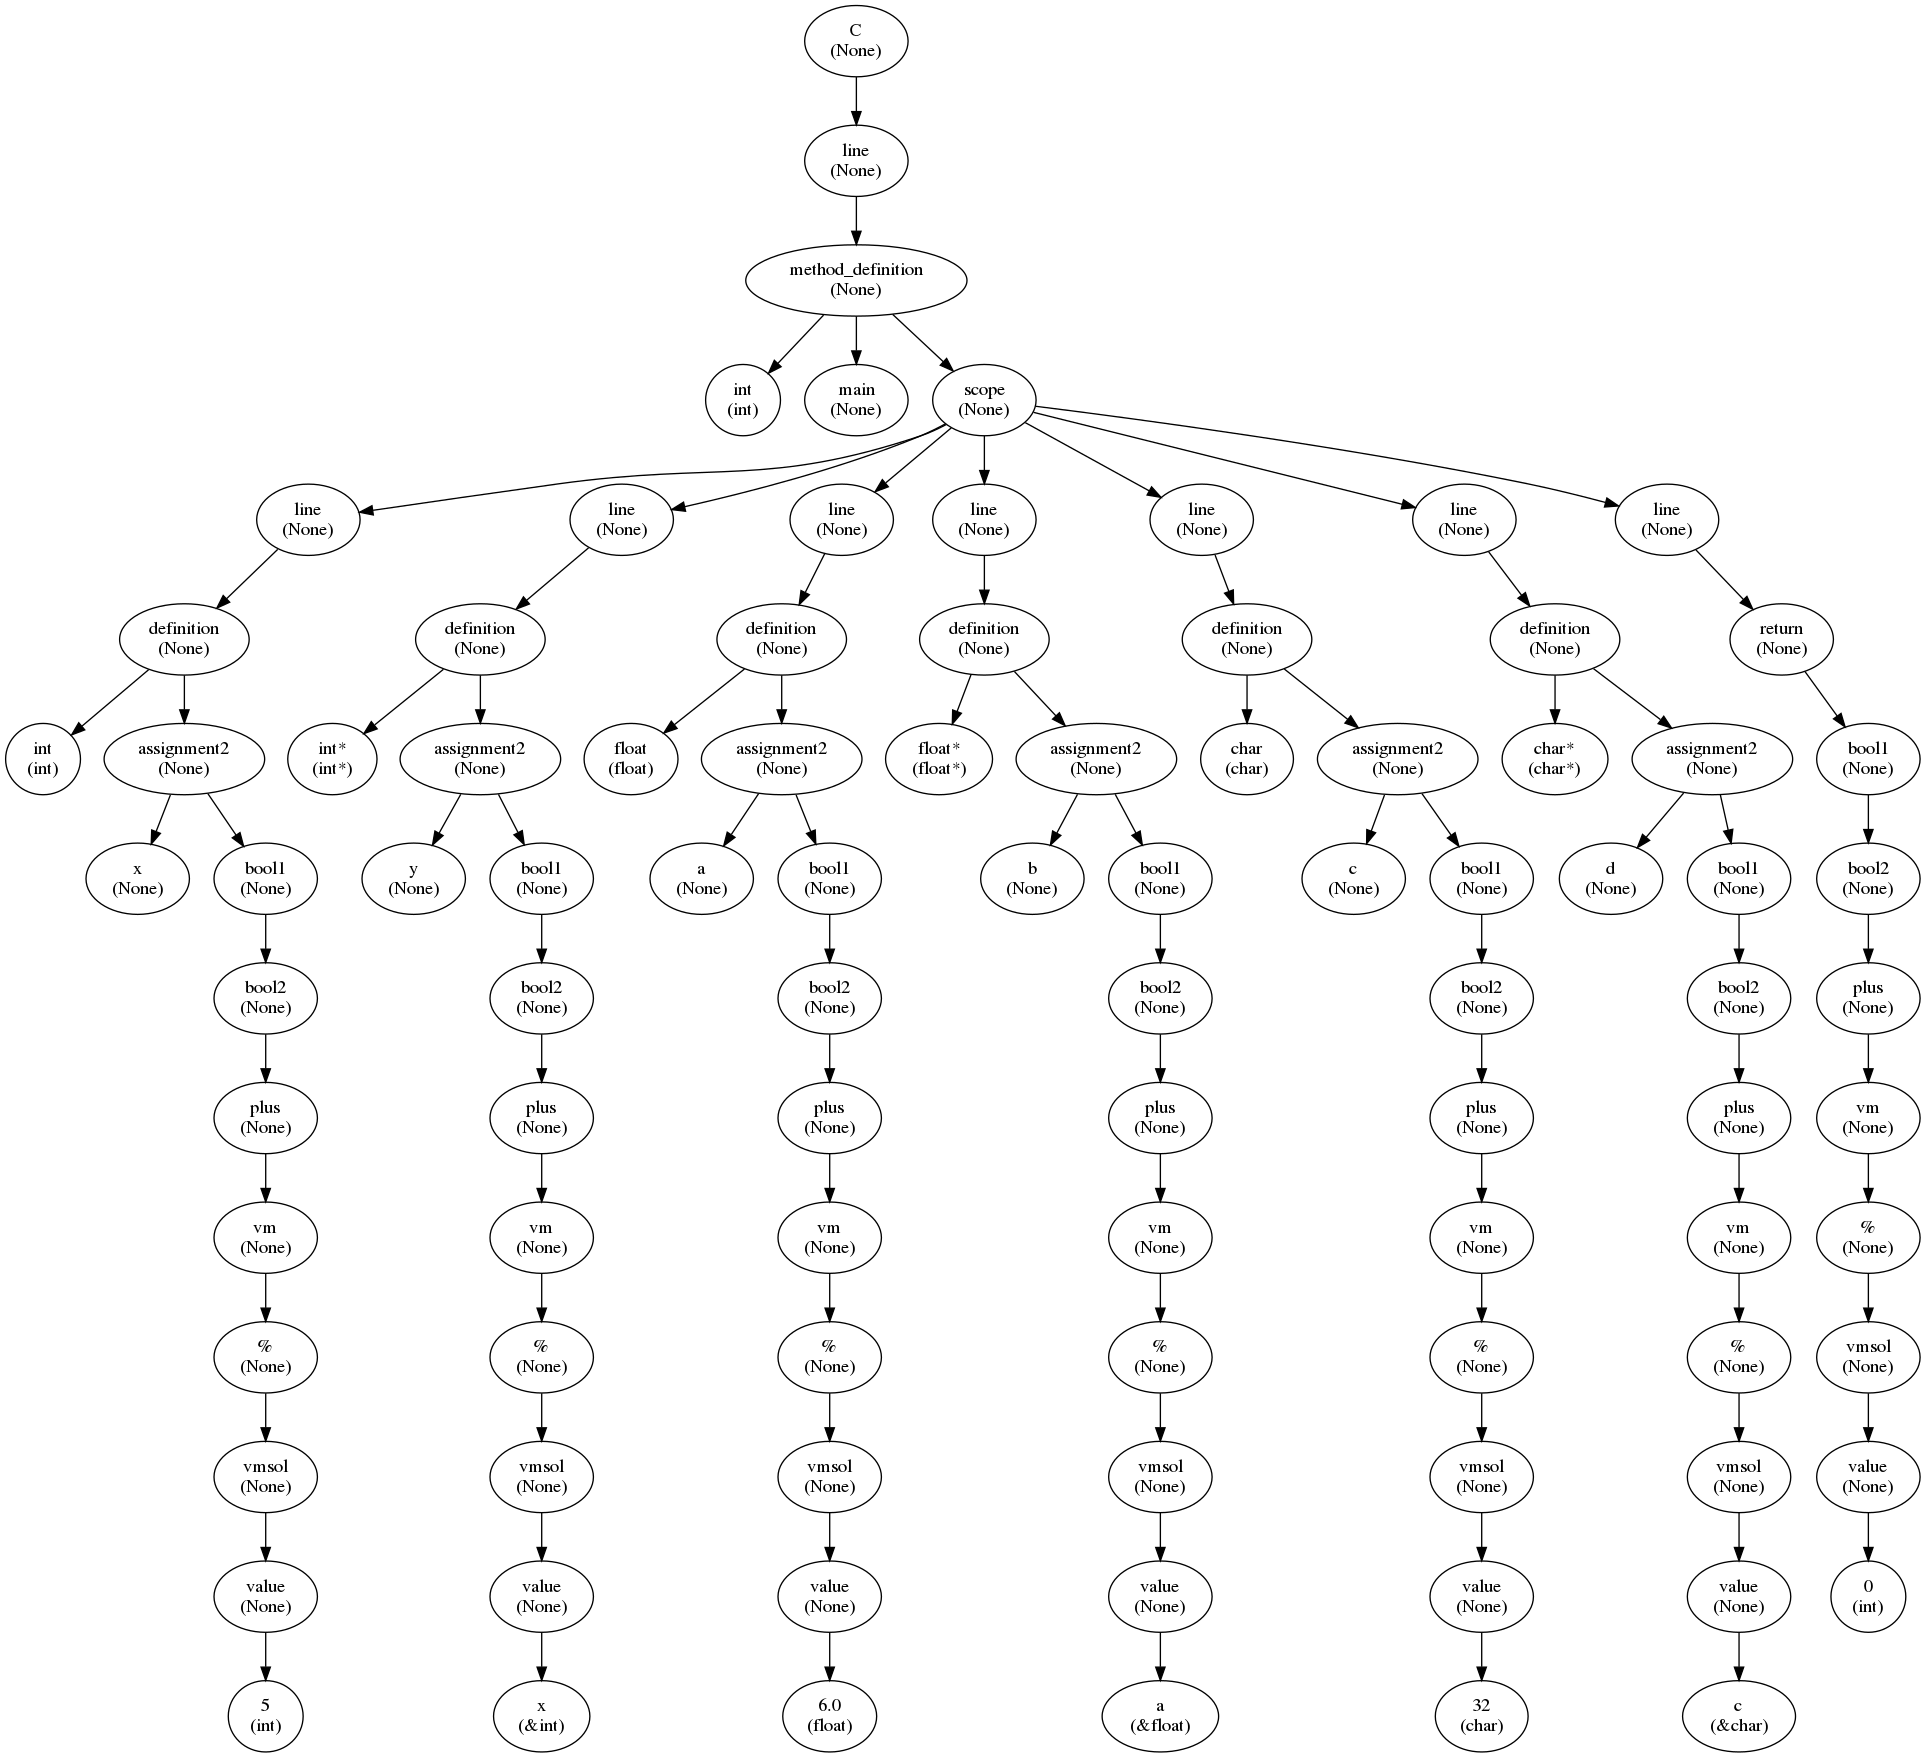 C
(None)
line
(None)
method_definition
(None)
int
(int)
main
(None)
scope
(None)
line
(None)
line
(None)
line
(None)
line
(None)
line
(None)
line
(None)
line
(None)
definition
(None)
definition
(None)
definition
(None)
definition
(None)
definition
(None)
definition
(None)
return
(None)
int
(int)
assignment2
(None)
int*
(int*)
assignment2
(None)
float
(float)
assignment2
(None)
float*
(float*)
assignment2
(None)
char
(char)
assignment2
(None)
char*
(char*)
assignment2
(None)
bool1
(None)
x
(None)
bool1
(None)
y
(None)
bool1
(None)
a
(None)
bool1
(None)
b
(None)
bool1
(None)
c
(None)
bool1
(None)
d
(None)
bool1
(None)
bool2
(None)
bool2
(None)
bool2
(None)
bool2
(None)
bool2
(None)
bool2
(None)
bool2
(None)
plus
(None)
plus
(None)
plus
(None)
plus
(None)
plus
(None)
plus
(None)
plus
(None)
vm
(None)
vm
(None)
vm
(None)
vm
(None)
vm
(None)
vm
(None)
vm
(None)
%
(None)
%
(None)
%
(None)
%
(None)
%
(None)
%
(None)
%
(None)
vmsol
(None)
vmsol
(None)
vmsol
(None)
vmsol
(None)
vmsol
(None)
vmsol
(None)
vmsol
(None)
value
(None)
value
(None)
value
(None)
value
(None)
value
(None)
value
(None)
value
(None)
0
(int)
5
(int)
x
(&int)
6.0
(float)
a
(&float)
32
(char)
c
(&char)